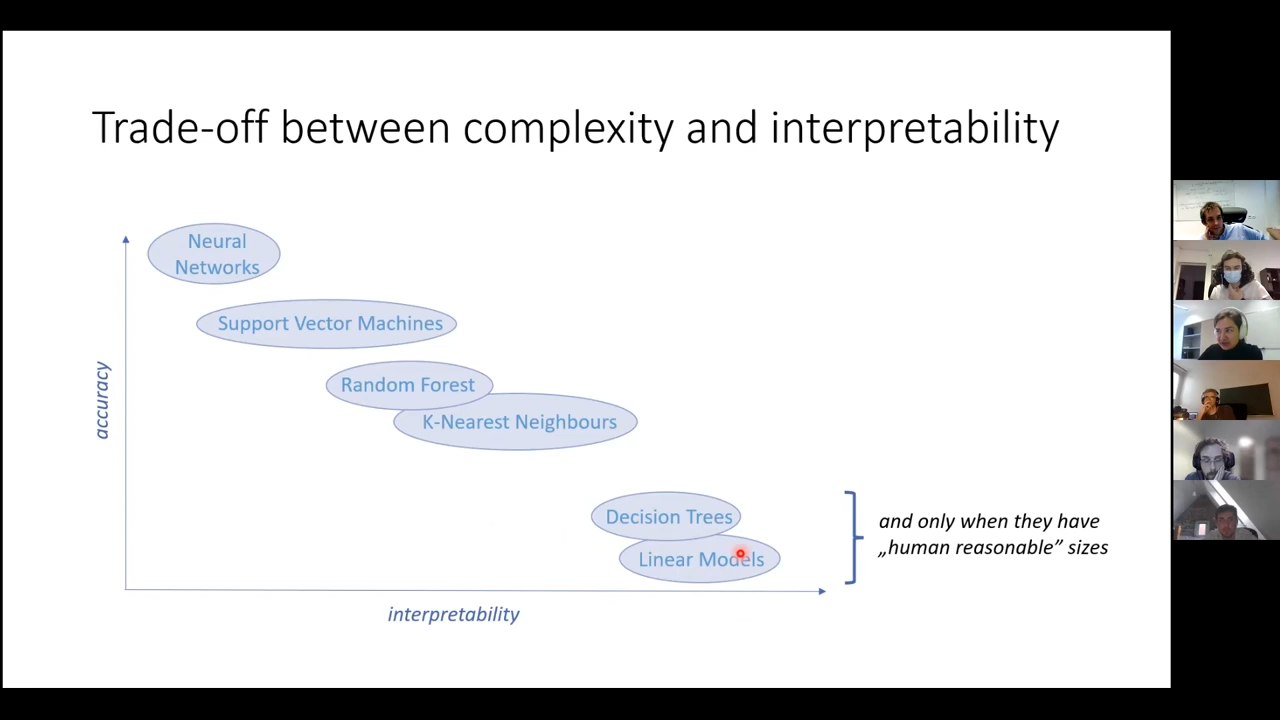 Trade-off between complexity and interpretability
Neural
Networks
Support Vector Machines
Random Forest
K-Nearest Neighbours
accuracy
Decision Trees
Linear Models
and only when they have
„human reasonable” sizes
interpretability